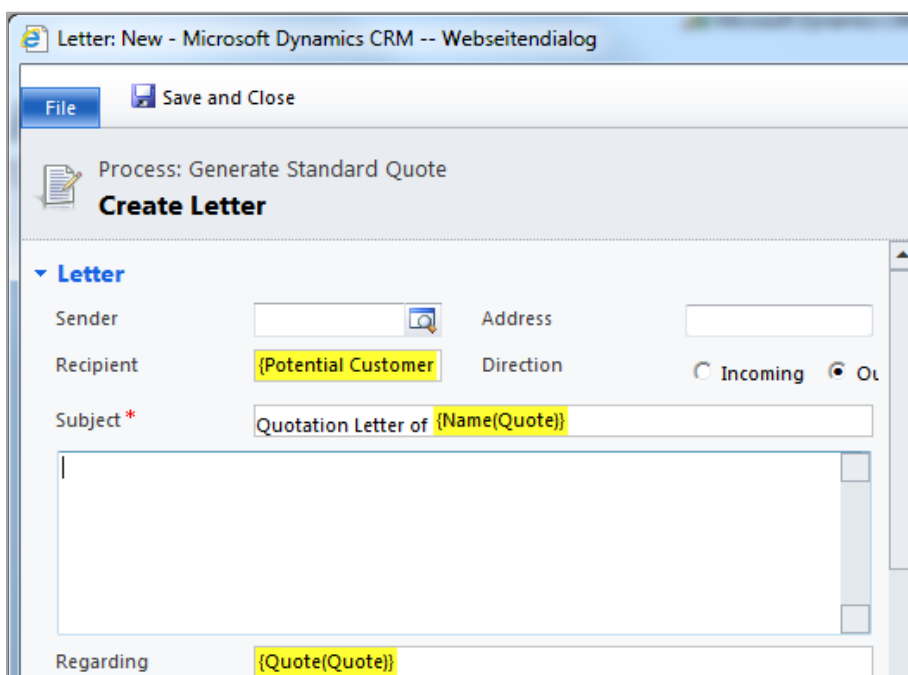 Letter: New - Microsoft Dynamics CRM -- Webseitendialog
File Save and Close
Process: Generate Standard Quote
Create Letter
Letter
Sender Address
Recipient {Potential Customer Direction Incoming Ou
Subject * Quotation Letter of {Name(Quote)}
Regarding {Quote(Quote)}